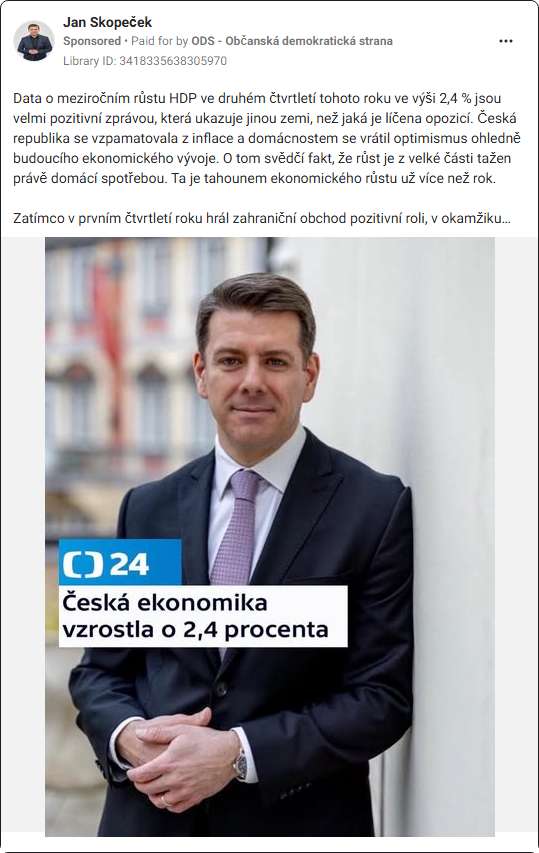 Jan Skopeček
Sponsored • Paid for by ODS - Občanská demokratická strana
Library ID: 3418335638305970
Data o meziročním růstu HDP ve druhém čtvrtletí tohoto roku ve výši 2,4 % jsou
velmi pozitivní zprávou, která ukazuje jinou zemi, než jaká je líčena opozicí. Česká
republika se vzpamatovala z inflace a domácnostem se vrátil optimismus ohledně
budoucího ekonomického vývoje. O tom svědčí fakt, že růst je z velké části tažen
právě domácí spotřebou. Ta je tahounem ekonomického růstu už více než rok.
Zatímco v prvním čtvrtletí roku hrál zahraniční obchod pozitivní roli, v okamžiku...
24
Česká ekonomika
vzrostla o 2,4 procenta